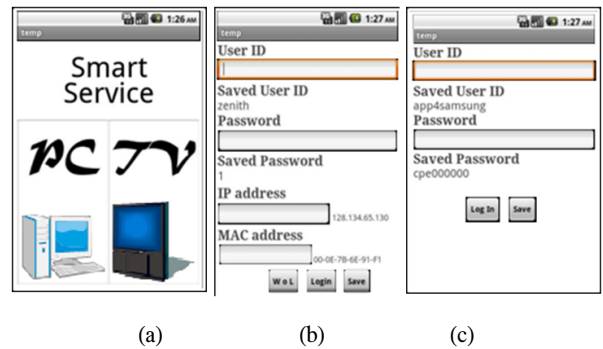 1:26 AM
temp
Smart
Service
PC TV
1:27 AM
temp
User ID
Saved User ID
zenith
Password
Saved Password
1
IP address
128.134.65.130
MAC address
00-0E-7B-6E-91-F1
W o L Login Save
1:27 AM
temp
User ID
Saved User ID
app4samsung
Password
Saved Password
cpe000000
Log In Save
(a) (b) (c)